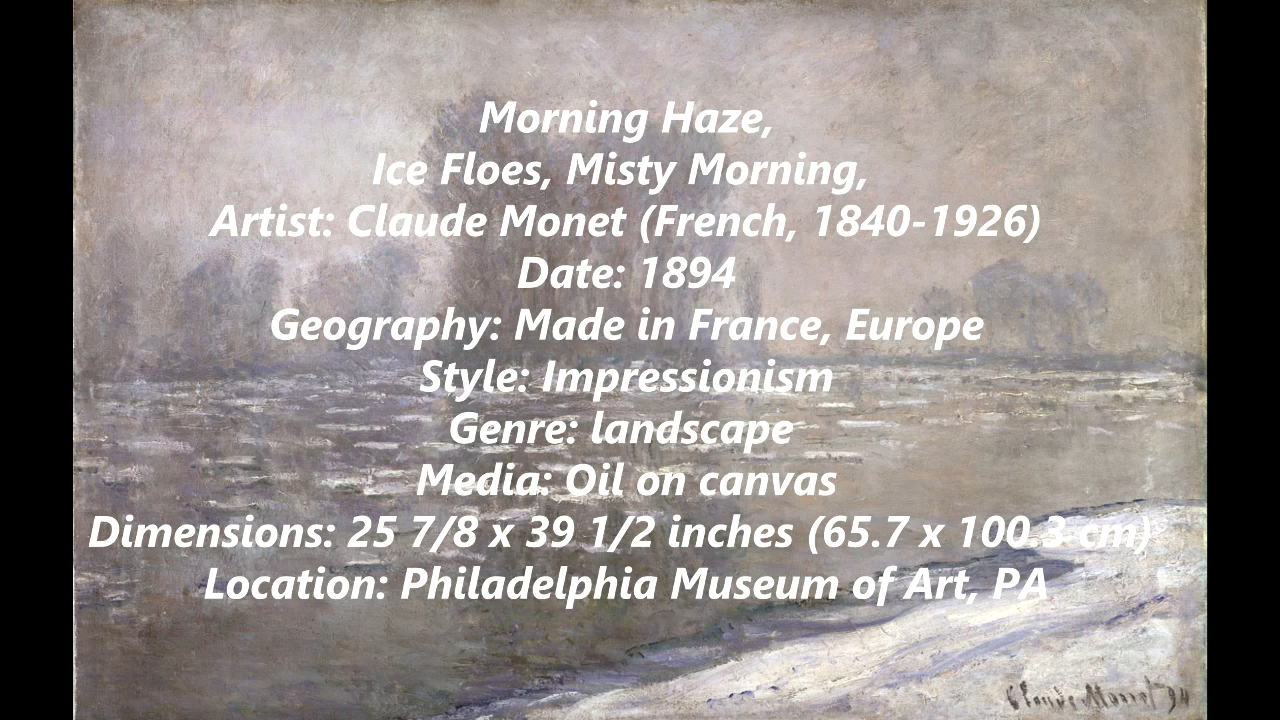 Morning Haze,
Ice Floes, Misty Morning,
Artist: Claude Monet (French, 1840-1926)
Date: 1894
Geography: Made in France, Europe
Style: Impressionism
Genre: landscape
Media: Oil on canvas
Dimensions: 25 7/8 x 39 1/2 inches (65.7 x 100.3 cm)
Location: Philadelphia Museum of Art, PA
Claude Monet 94